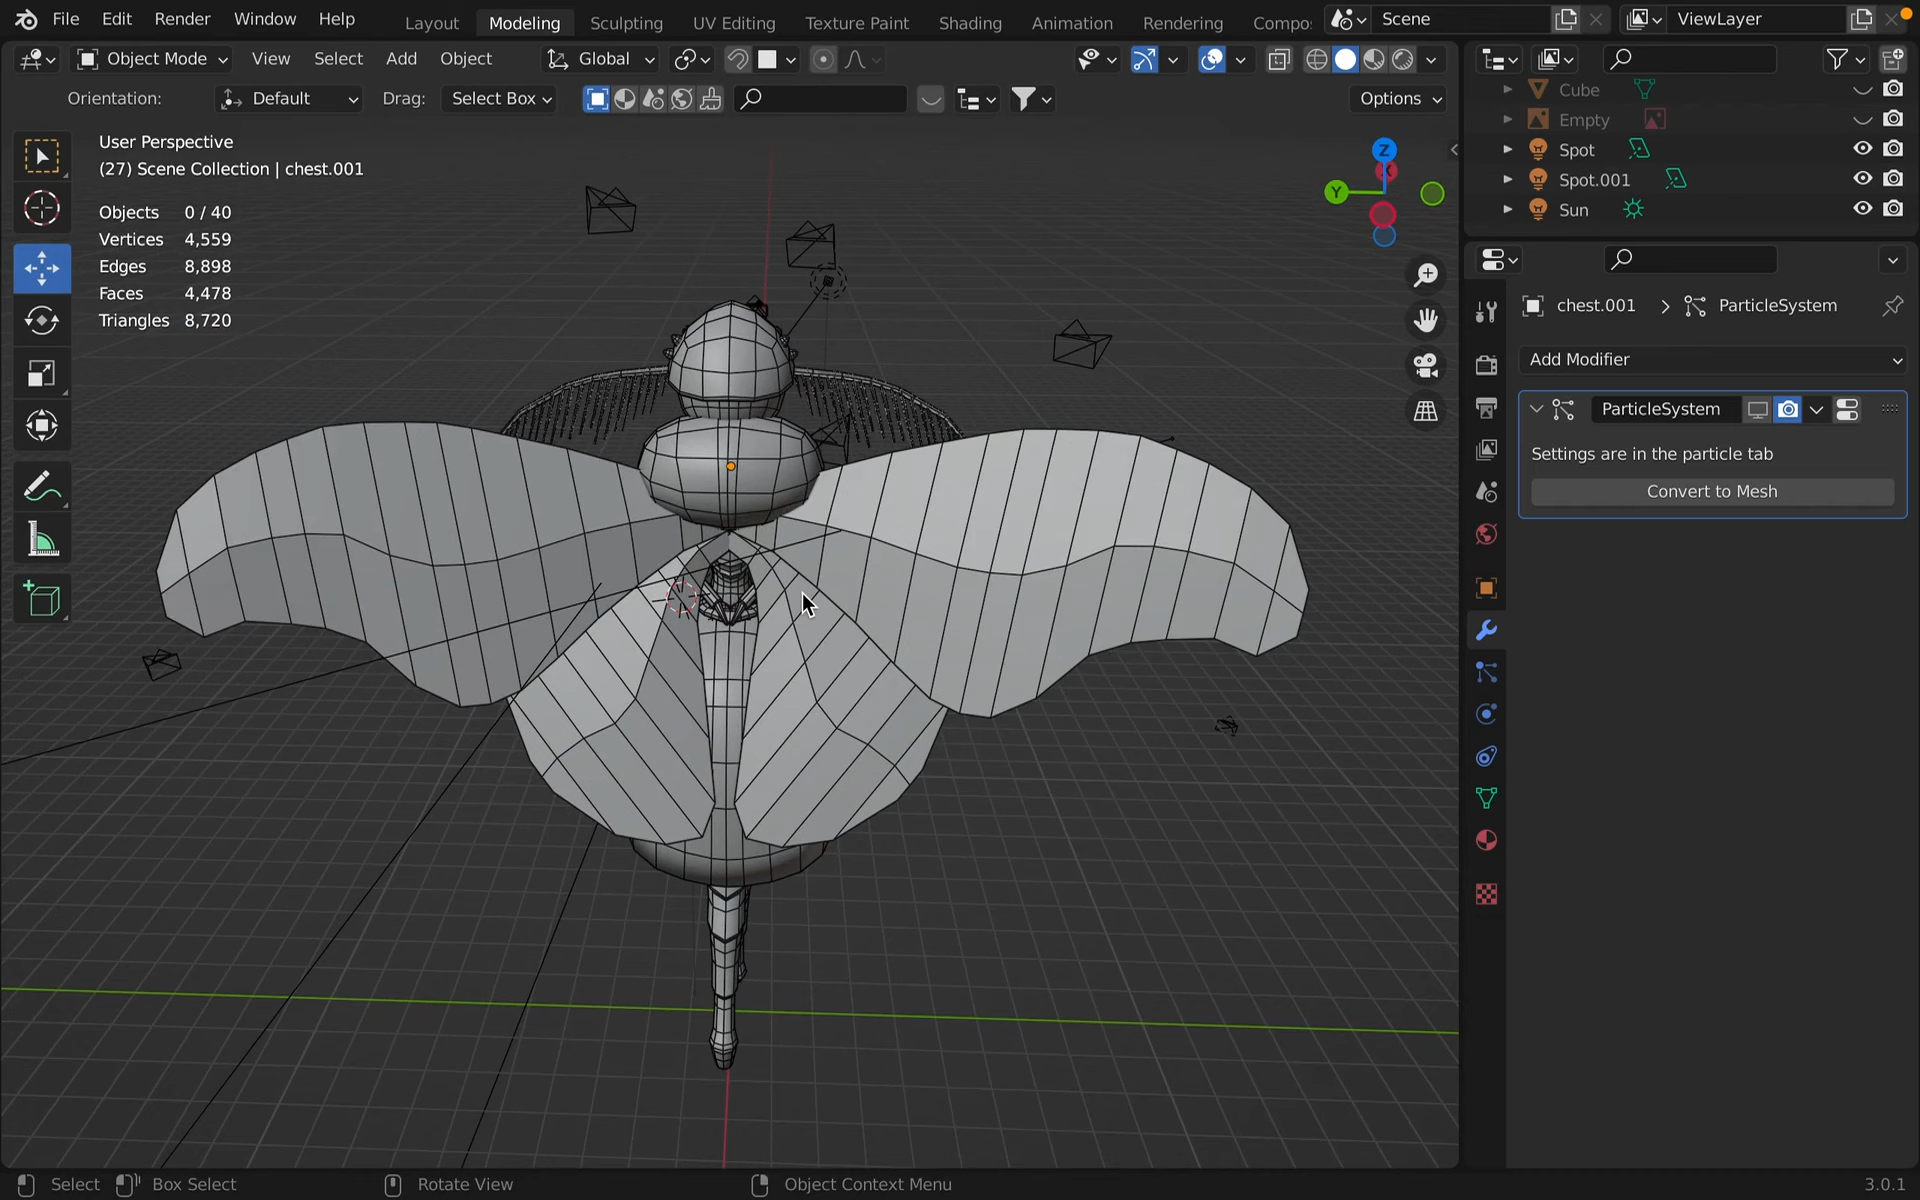 File Edit Render Window Help Layout Modeling Sculpting UV Editing Texture Paint Shading Animation Rendering Compo Scene ViewLayer
Object Mode View Select Add Object Global
Orientation: Default Drag: Select Box Options
User Perspective
(27) Scene Collection | chest.001
Objects 0 / 40
Vertices 4,559
Edges 8,898
Faces 4,478
Triangles 8,720
Z
X
Y
Cube
Empty
Spot
Spot.001
Sun
chest.001 > ParticleSystem
Add Modifier
ParticleSystem
Settings are in the particle tab
Convert to Mesh
Select Box Select Rotate View Object Context Menu 3.0.1